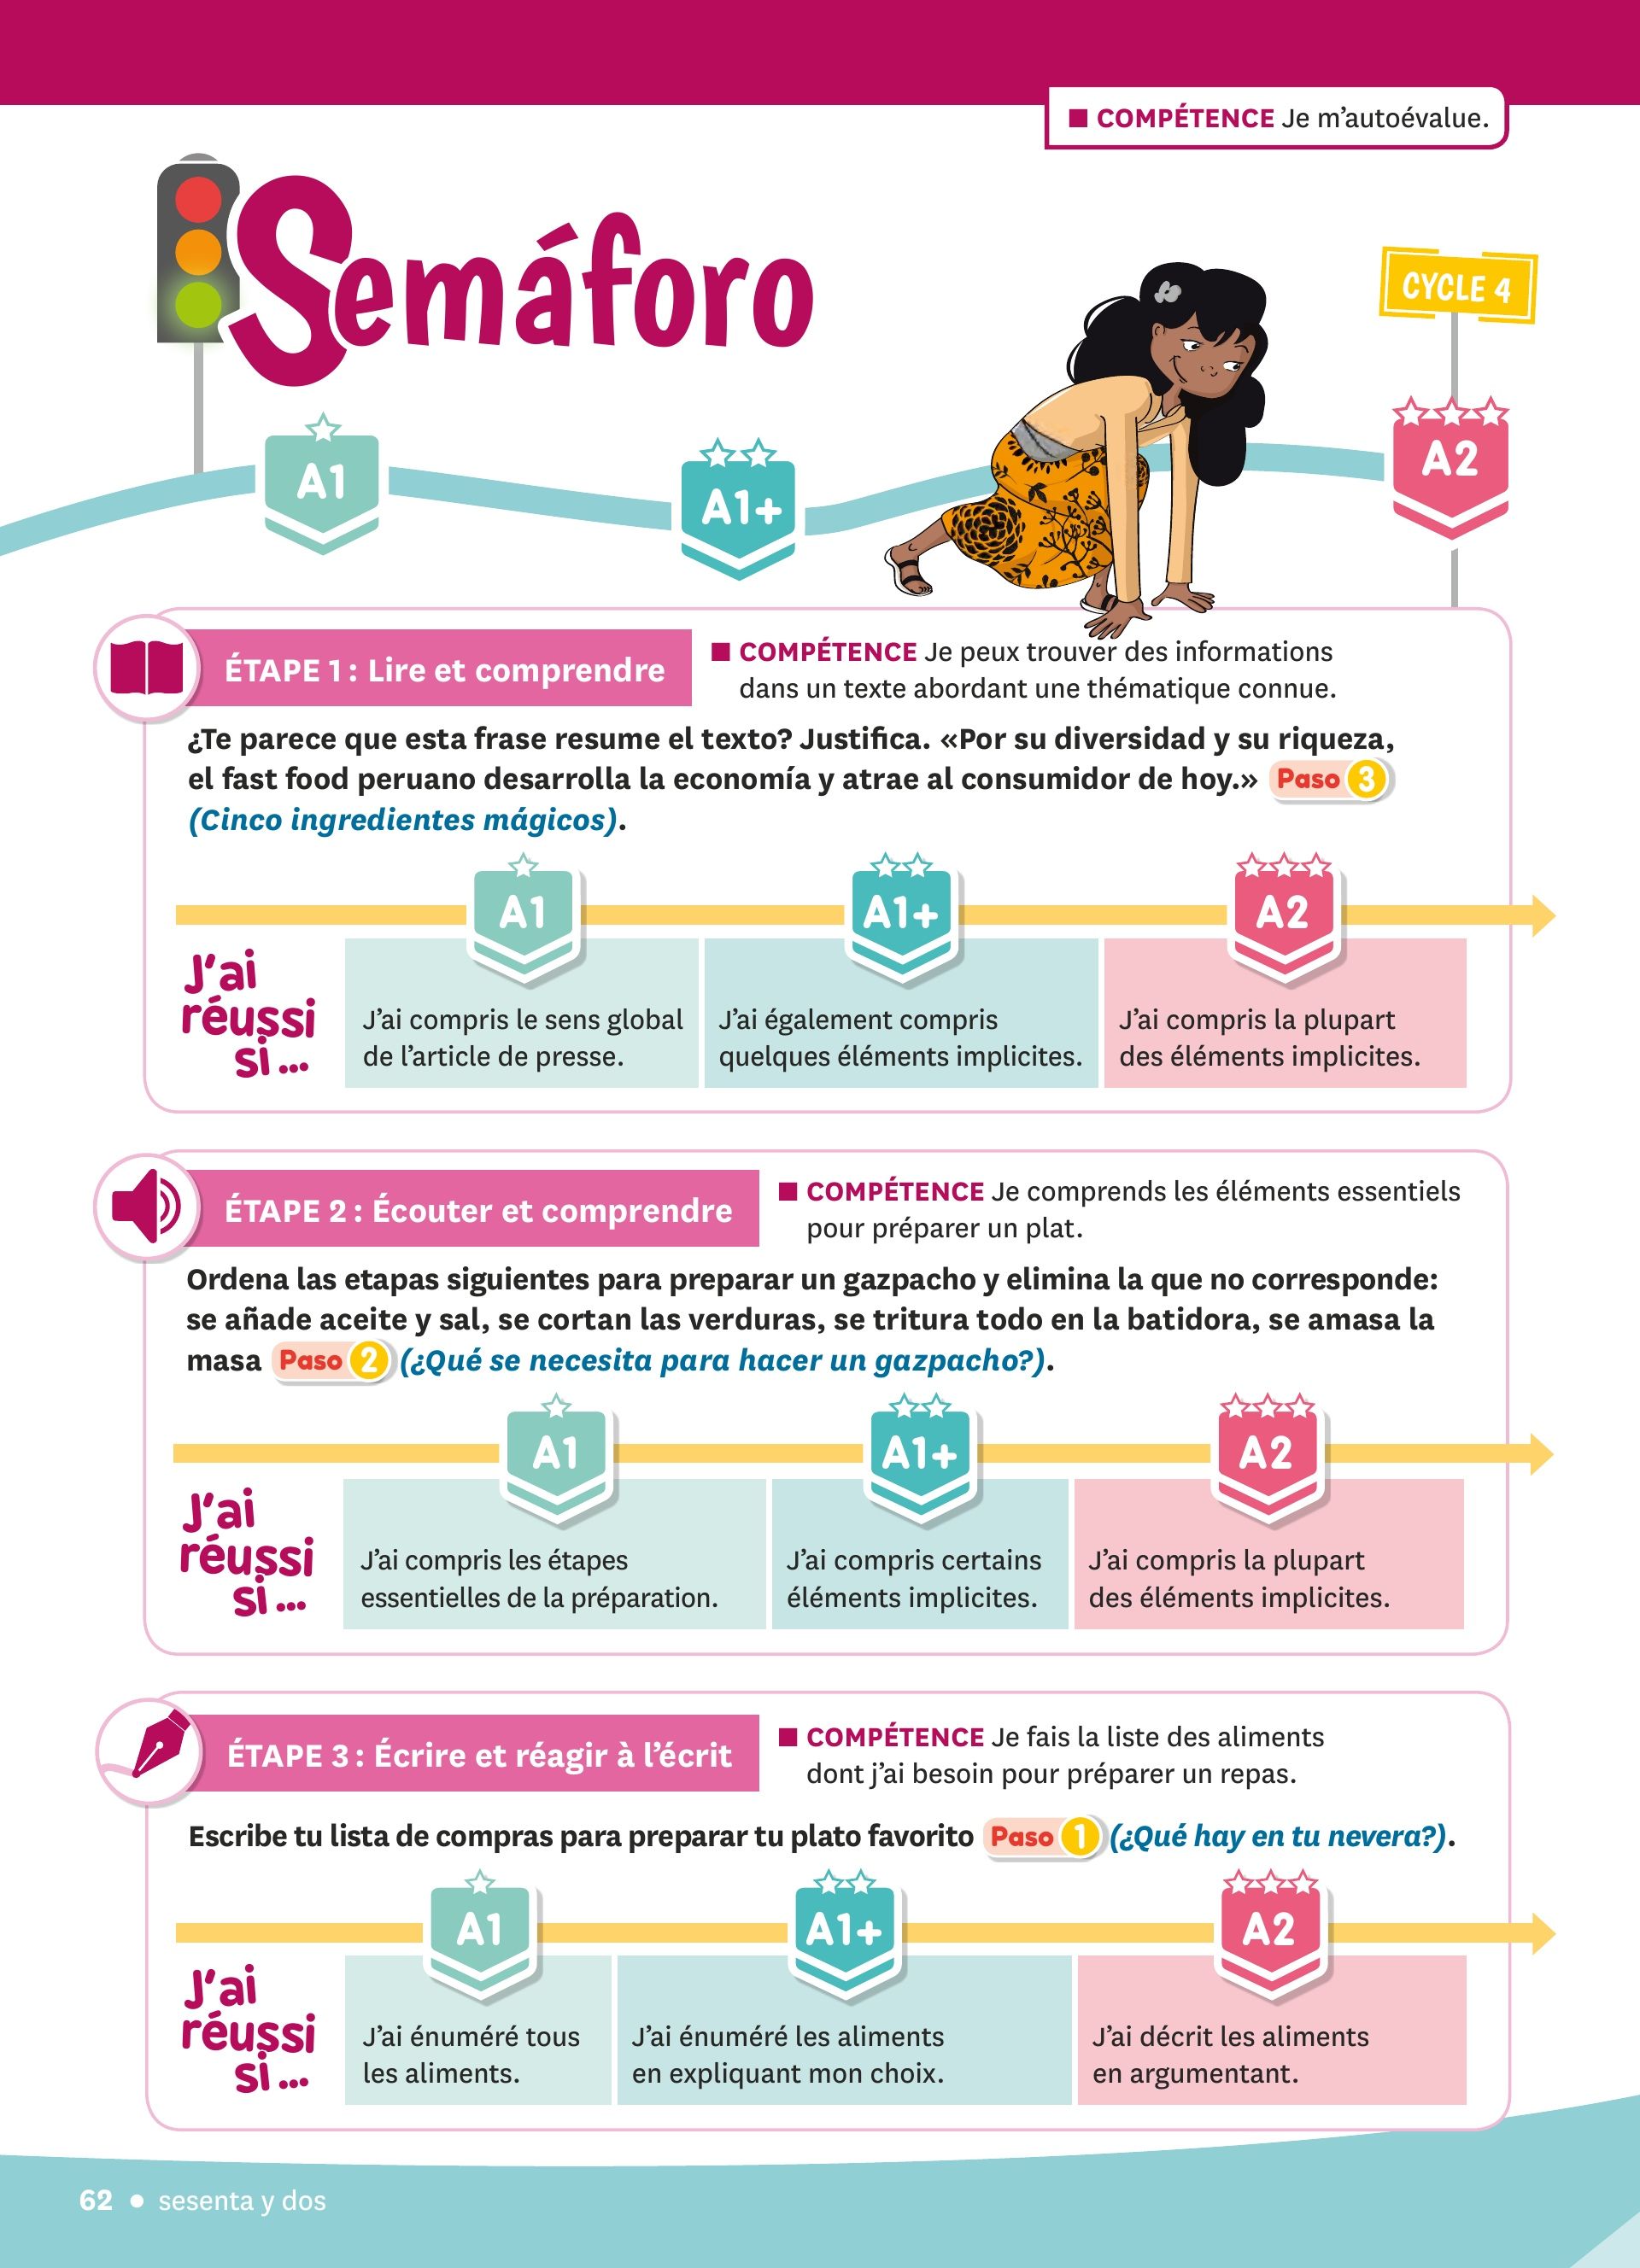 ■ COMPÉTENCE Je m'autoévalue.
Semáforo
CYCLE 4
A1
A1+
A2
ÉTAPE 1 : Lire et comprendre
■ COMPÉTENCE Je peux trouver des informations
dans un texte abordant une thématique connue.
¿Te parece que esta frase resume el texto? Justifica. «Por su diversidad y su riqueza,
el fast food peruano desarrolla la economía y atrae al consumidor de hoy.» Paso 3
(Cinco ingredientes mágicos).
A1
A1+
A2
J'ai
réussi
si ...
J'ai compris le sens global
de l'article de presse.
J'ai également compris
quelques éléments implicites.
J'ai compris la plupart
des éléments implicites.
ÉTAPE 2 : Écouter et comprendre
■ COMPÉTENCE Je comprends les éléments essentiels
pour préparer un plat.
Ordena las etapas siguientes para preparar un gazpacho y elimina la que no corresponde:
se añade aceite y sal, se cortan las verduras, se tritura todo en la batidora, se amasa la
masa Paso 2 (¿Qué se necesita para hacer un gazpacho?).
A1
A1+
A2
J'ai
réussi
si ...
J'ai compris les étapes
essentielles de la préparation.
J'ai compris certains
éléments implicites.
J'ai compris la plupart
des éléments implicites.
ÉTAPE 3 : Écrire et réagir à l'écrit
■ COMPÉTENCE Je fais la liste des aliments
dont j'ai besoin pour préparer un repas.
Escribe tu lista de compras para preparar tu plato favorito Paso 1 (¿Qué hay en tu nevera?).
A1
A1+
A2
J'ai
réussi
si ...
J'ai énuméré tous
les aliments.
J'ai énuméré les aliments
en expliquant mon choix.
J'ai décrit les aliments
en argumentant.
62 • sesenta y dos